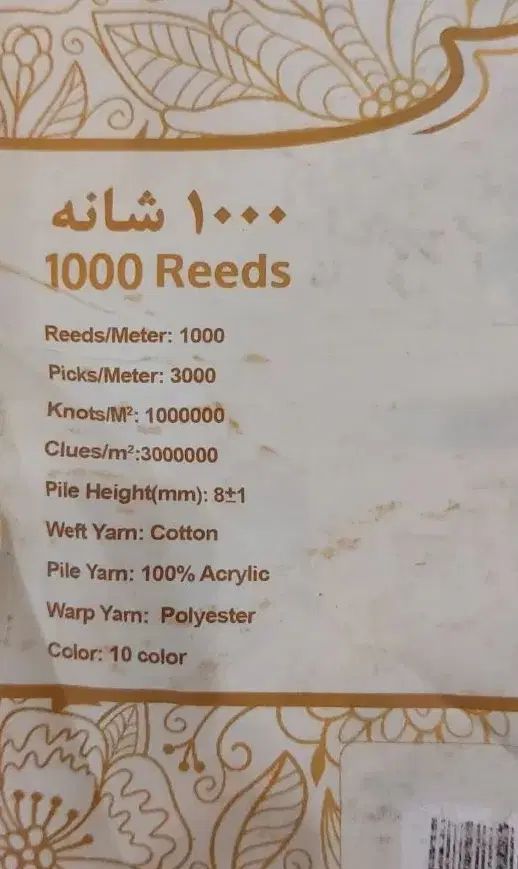 ۱۰۰۰ شانه
1000 Reeds
Reeds/Meter: 1000
Picks/Meter: 3000
Knots/M²: 1000000
Clues/m²:3000000
Pile Height(mm): 8±1
Weft Yarn: Cotton
Pile Yarn: 100% Acrylic
Warp Yarn: Polyester
Color: 10 color